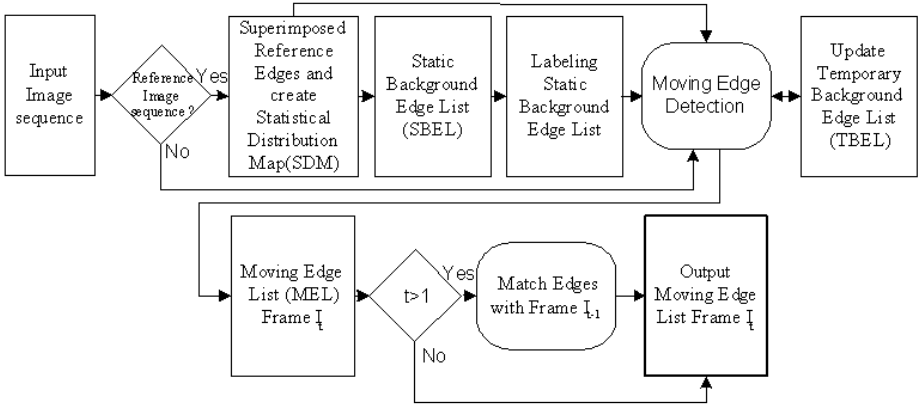 Input
Image
sequence
Reference
Image
sequence?
Yes
No
Superimposed
Reference
Edges and
create
Statistical
Distribution
Map(SDM)
Static
Background
Edge List
(SBEL)
Labeling
Static
Background
Edge List
Moving Edge
Detection
Update
Temporary
Background
Edge List
(TBEL)
Moving Edge
List (MEL)
Frame It
t>1
Yes
No
Match Edges
with Frame It-1
Output
Moving Edge
List Frame It